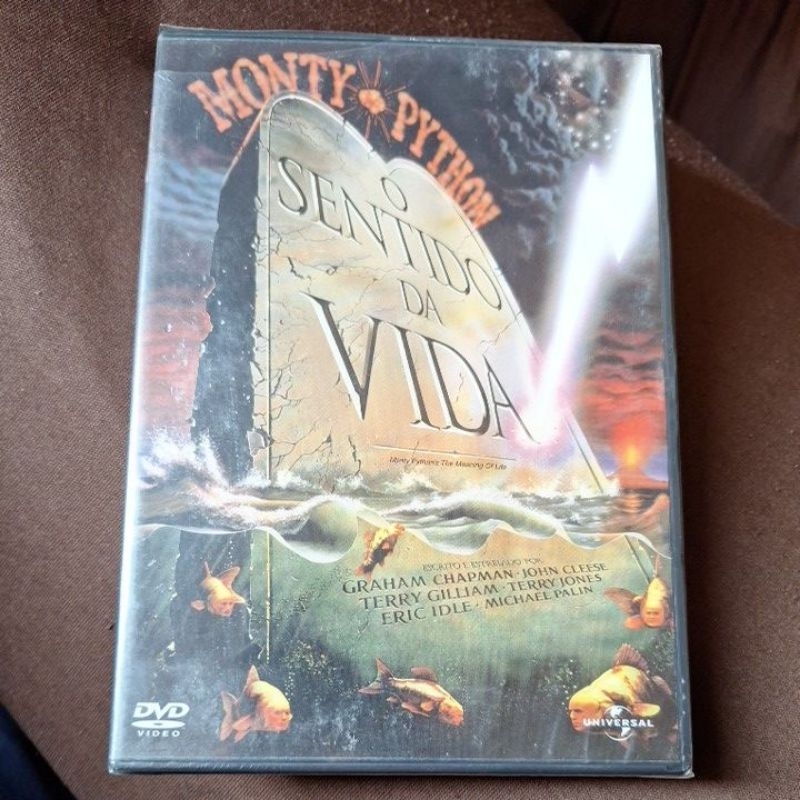 MONTY PYTHON
O
SENTIDO
DA
VIDA
Monty Python's The Meaning Of Life
ESCRITO E ESTRELADO POR
GRAHAM CHAPMAN · JOHN CLEESE
TERRY GILLIAM · TERRY JONES
ERIC IDLE · MICHAEL PALIN
DVD
VIDEO
UNIVERSAL